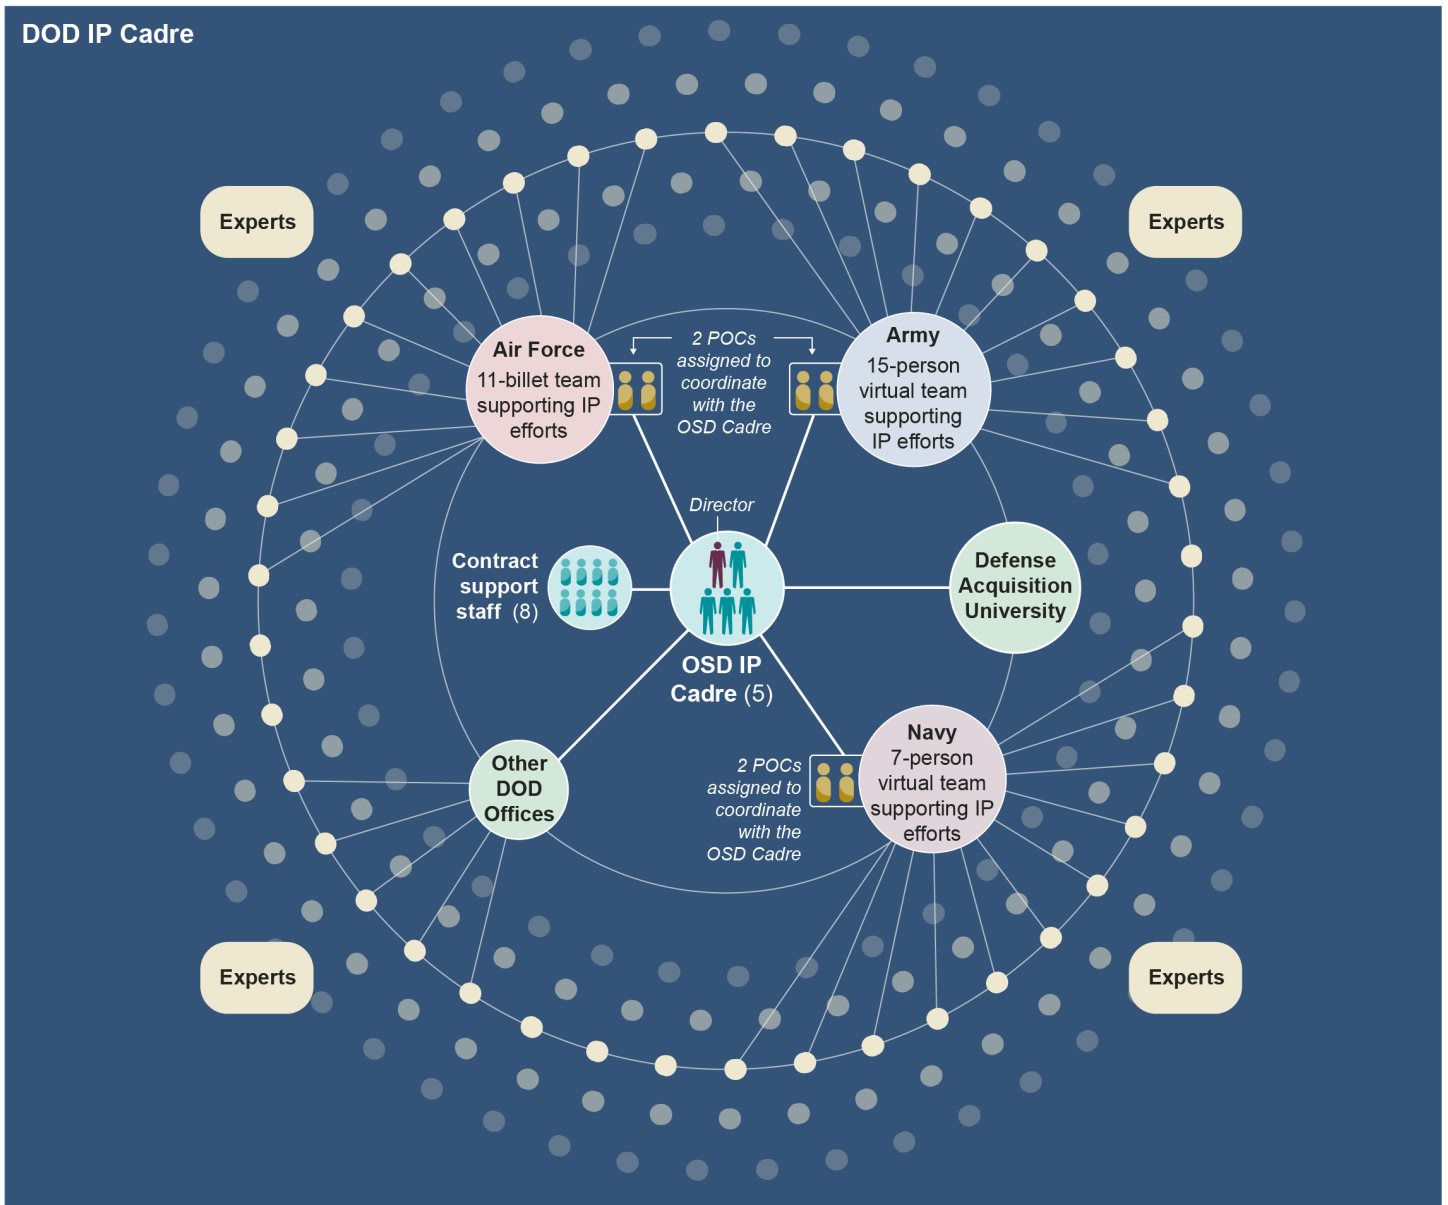 DOD IP Cadre
Experts
Experts
Air Force
11-billet team
supporting IP
efforts
2 POCs
assigned to
coordinate
with the
OSD Cadre
Army
15-person
virtual team
supporting
IP efforts
Director
Contract
support
staff (8)
OSD IP
Cadre (5)
Defense
Acquisition
University
Other
DOD
Offices
2 POCs
assigned to
coordinate
with the
OSD Cadre
Navy
7-person
virtual team
supporting IP
efforts
Experts
Experts